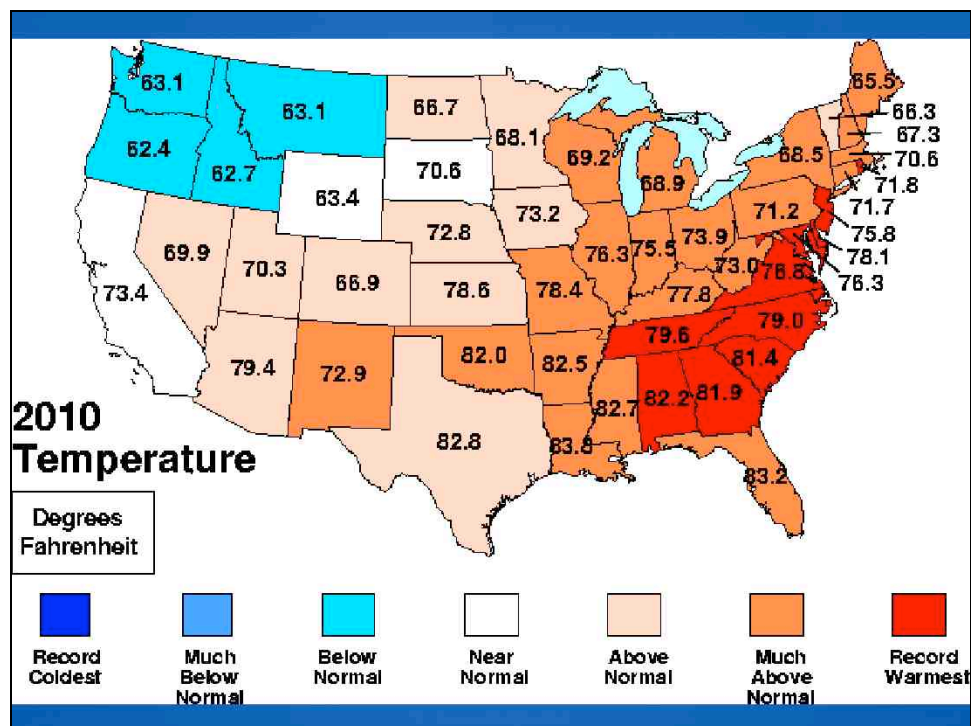 63.1
63.1
62.4
62.7
63.4
66.7
68.1
70.6
69.2
68.9
65.5
66.3
67.3
70.6
71.8
71.7
68.5
71.2
75.8
78.1
76.3
73.2
72.8
73.4
69.9
70.3
66.9
78.6
76.3
75.5
73.9
73.0
76.8
77.8
78.4
79.4
72.9
82.0
82.5
79.6
79.0
81.4
82.8
83.8
82.7
82.2
81.9
83.2
2010
Temperature
Degrees
Fahrenheit
Record
Coldest
Much
Below
Normal
Below
Normal
Near
Normal
Above
Normal
Much
Above
Normal
Record
Warmest